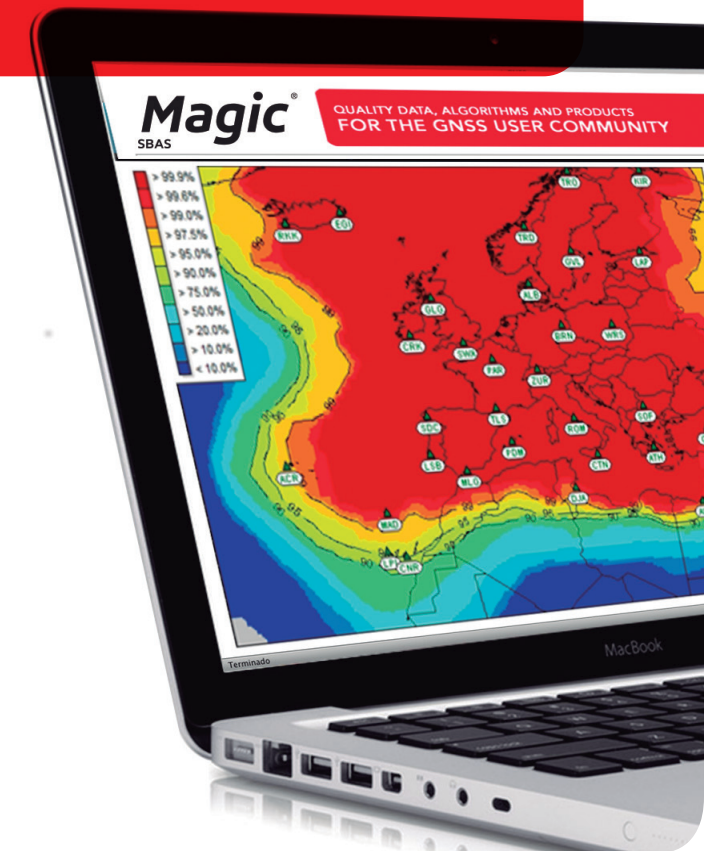 Magic®
SBAS
QUALITY DATA, ALGORITHMS AND PRODUCTS
FOR THE GNSS USER COMMUNITY
> 99.9%
> 99.6%
> 99.0%
> 97.5%
> 95.0%
> 90.0%
> 75.0%
> 50.0%
> 20.0%
> 10.0%
< 10.0%
TRO
KIR
RKK
EGI
TRD
GVL
LAP
ALB
GLG
CRK
SWA
BRN
WRS
PAR
ZUR
SDC
TLS
ROM
SOF
PDM
LSB
CTN
ATH
MLG
ACR
DJA
MAD
LPI
CNR
Terminado
MacBook